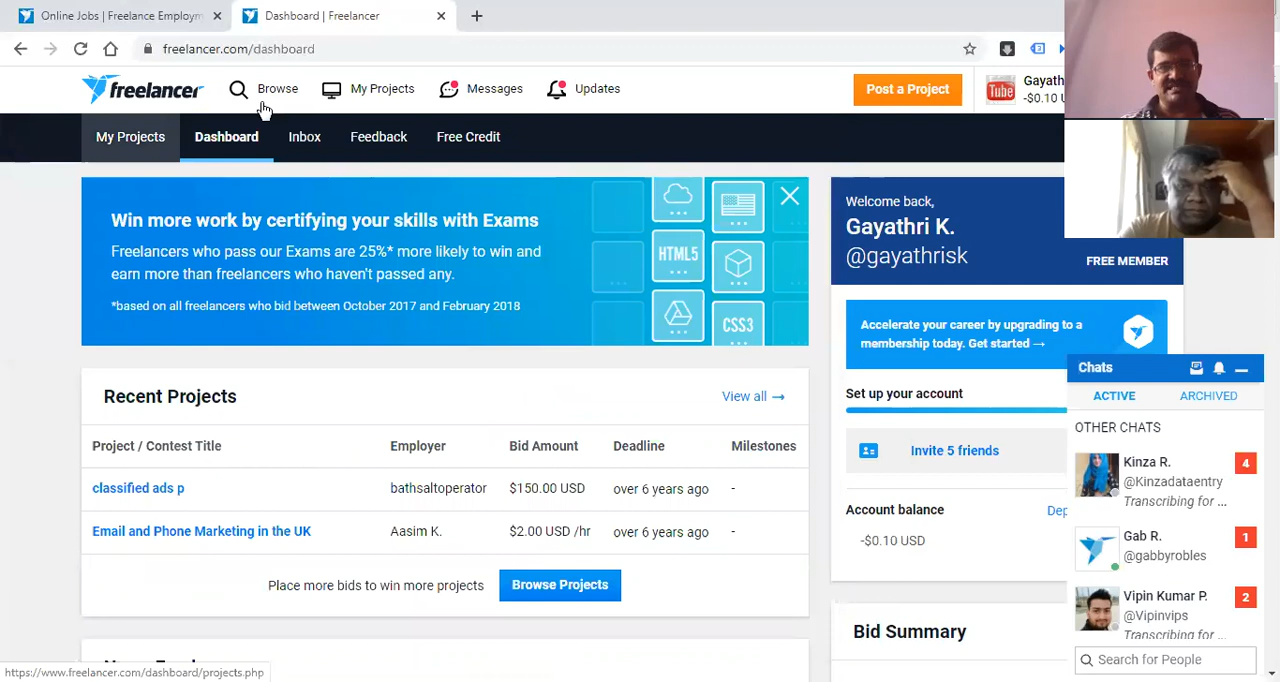 Online Jobs | Freelance Employm
Dashboard | Freelancer
freelancer.com/dashboard
freelancer
Browse
My Projects
Messages
Updates
Post a Project
Tube
Gayath
-$0.10 U
My Projects
Dashboard
Inbox
Feedback
Free Credit
Win more work by certifying your skills with Exams
Freelancers who pass our Exams are 25%* more likely to win and
earn more than freelancers who haven't passed any.
*based on all freelancers who bid between October 2017 and February 2018
HTML5
CSS3
Welcome back,
Gayathri K.
@gayathrisk
FREE MEMBER
Accelerate your career by upgrading to a
membership today. Get started →
Set up your account
Invite 5 friends
Account balance
Dep
-$0.10 USD
Bid Summary
Recent Projects
View all →
Project / Contest Title
Employer
Bid Amount
Deadline
Milestones
classified ads p
bathsaltoperator
$150.00 USD
over 6 years ago
-
Email and Phone Marketing in the UK
Aasim K.
$2.00 USD /hr
over 6 years ago
-
Place more bids to win more projects
Browse Projects
Chats
ACTIVE
ARCHIVED
OTHER CHATS
Kinza R.
@Kinzadataentry
Transcribing for ...
4
Gab R.
@gabbyrobles
1
Vipin Kumar P.
@Vipinvips
Transcribing for ...
2
Search for People
https://www.freelancer.com/dashboard/projects.php